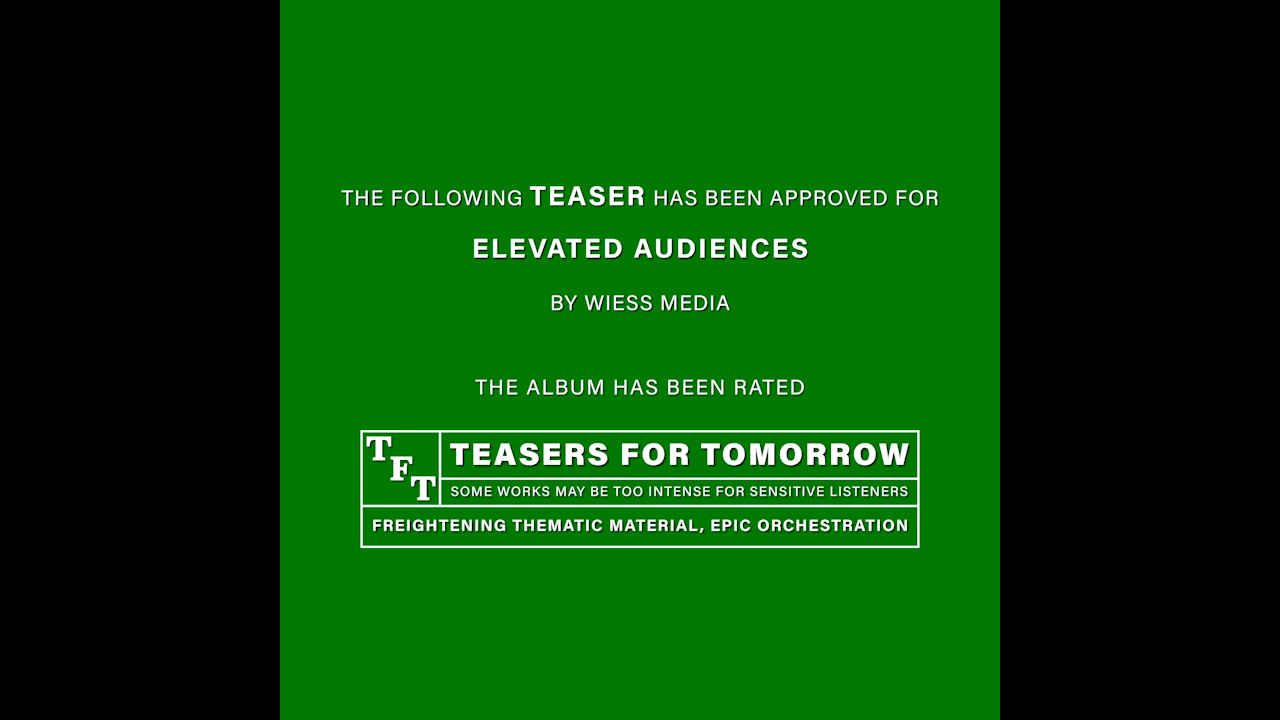 THE FOLLOWING TEASER HAS BEEN APPROVED FOR
ELEVATED AUDIENCES
BY WIESS MEDIA
THE ALBUM HAS BEEN RATED
TFT
TEASERS FOR TOMORROW
SOME WORKS MAY BE TOO INTENSE FOR SENSITIVE LISTENERS
FREIGHTENING THEMATIC MATERIAL, EPIC ORCHESTRATION